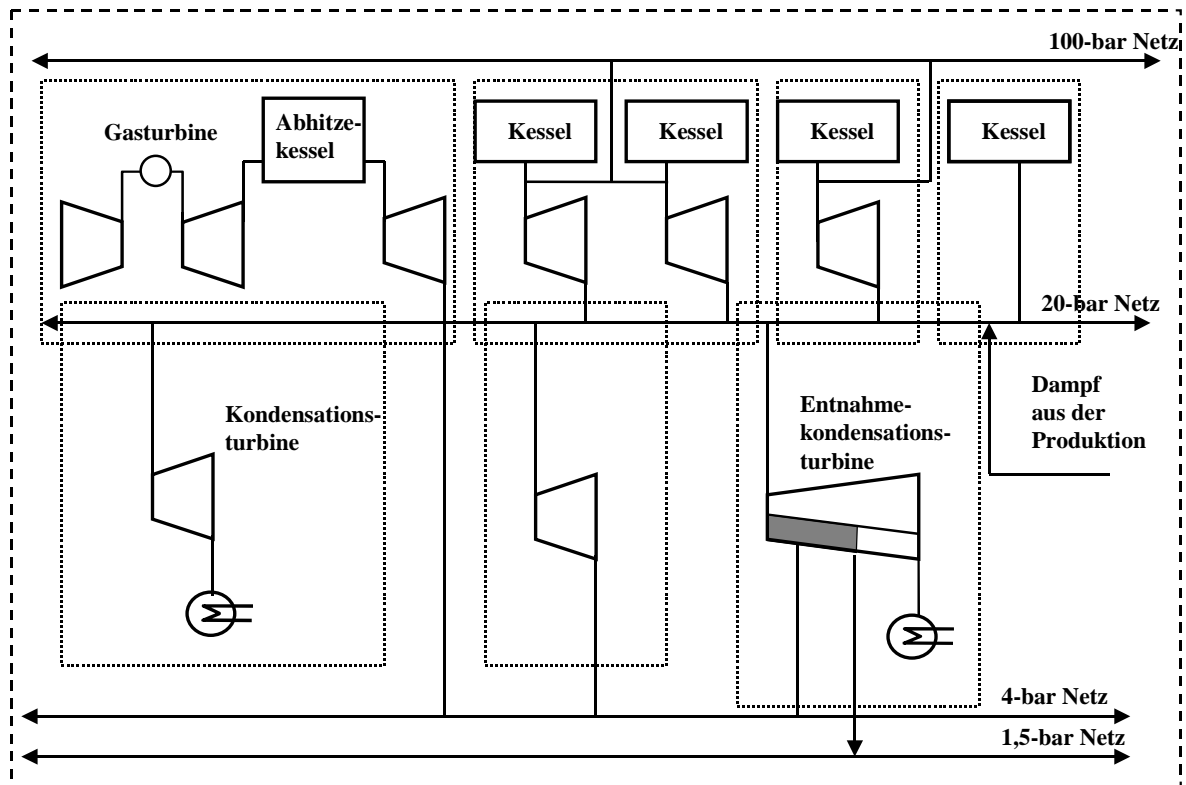 100-bar Netz
Gasturbine
Abhitze-
kessel
Kessel
Kessel
Kessel
Kessel
20-bar Netz
Kondensations-
turbine
Entnahme-
kondensations-
turbine
Dampf
aus der
Produktion
4-bar Netz
1,5-bar Netz